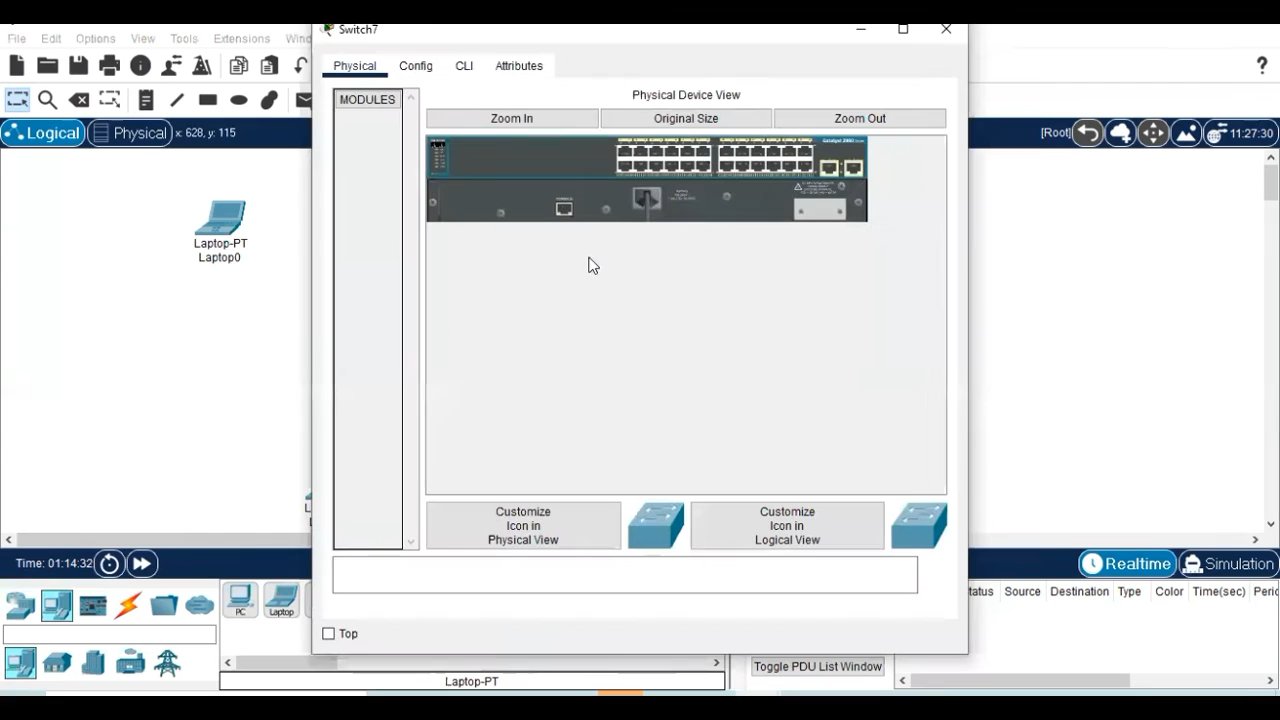 Switch7
File Edit Options View Tools Extensions Wind
Physical Config CLI Attributes
?
MODULES
Physical Device View
Zoom In Original Size Zoom Out
Logical Physical x: 628, y: 115
[Root] 11:27:30
Laptop-PT
Laptop0
Customize
Icon in
Physical View
Customize
Icon in
Logical View
Time: 01:14:32
Realtime Simulation
PC Laptop
tatus Source Destination Type Color Time(sec) Perio
Top
Toggle PDU List Window
Laptop-PT